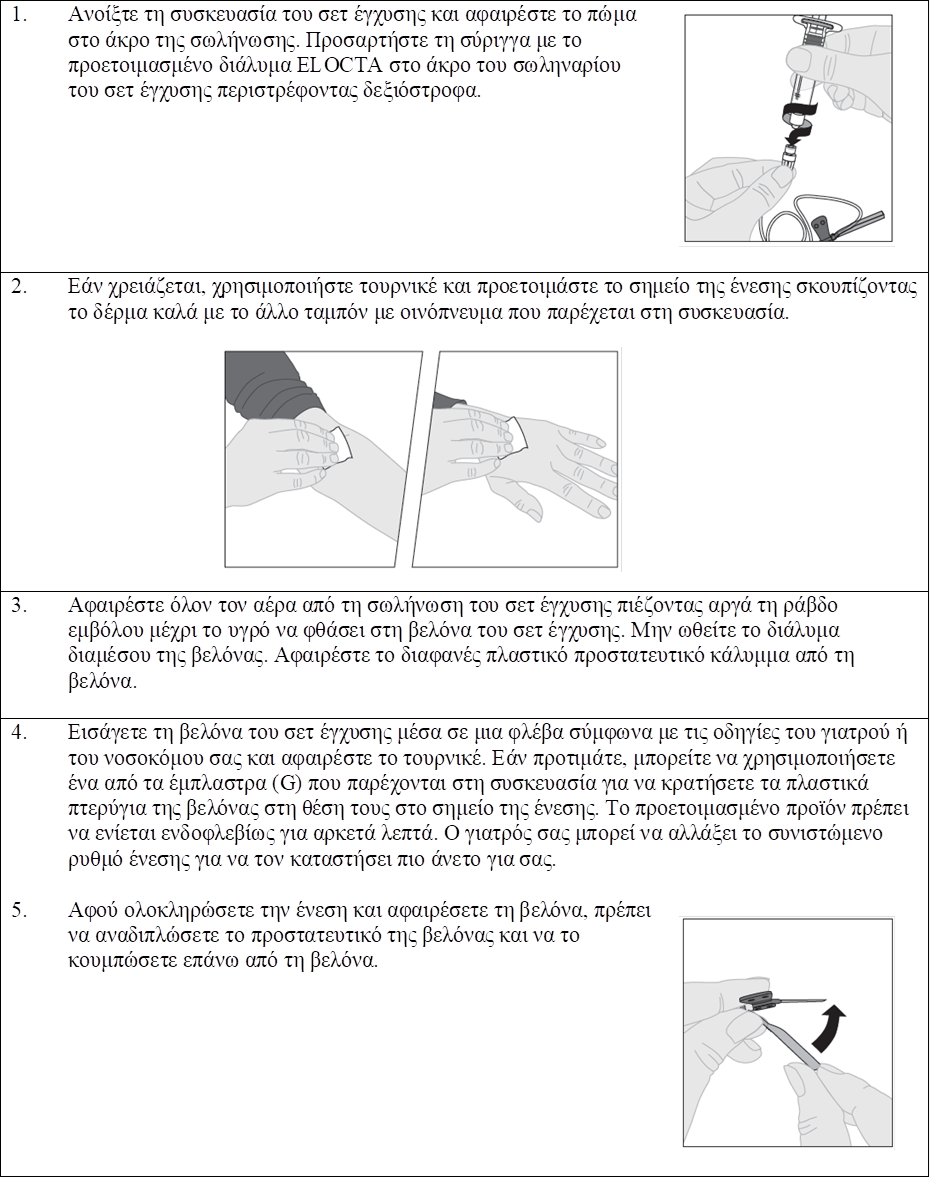 1. Ανοίξτε τη συσκευασία του σετ έγχυσης και αφαιρέστε το πώμα
στο άκρο της σωλήνωσης. Προσαρτήστε τη σύριγγα με το
προετοιμασμένο διάλυμα ELOCTA στο άκρο του σωληναρίου
του σετ έγχυσης περιστρέφοντας δεξιόστροφα.
2. Εάν χρειάζεται, χρησιμοποιήστε τουρνικέ και προετοιμάστε το σημείο της ένεσης σκουπίζοντας
το δέρμα καλά με το άλλο ταμπόν με οινόπνευμα που παρέχεται στη συσκευασία.
3. Αφαιρέστε όλον τον αέρα από τη σωλήνωση του σετ έγχυσης πιέζοντας αργά τη ράβδο
εμβόλου μέχρι το υγρό να φθάσει στη βελόνα του σετ έγχυσης. Μην ωθείτε το διάλυμα
διαμέσου της βελόνας. Αφαιρέστε το διαφανές πλαστικό προστατευτικό κάλυμμα από τη
βελόνα.
4. Εισάγετε τη βελόνα του σετ έγχυσης μέσα σε μια φλέβα σύμφωνα με τις οδηγίες του γιατρού ή
του νοσοκόμου σας και αφαιρέστε το τουρνικέ. Εάν προτιμάτε, μπορείτε να χρησιμοποιήσετε
ένα από τα έμπλαστρα (G) που παρέχονται στη συσκευασία για να κρατήσετε τα πλαστικά
πτερύγια της βελόνας στη θέση τους στο σημείο της ένεσης. Το προετοιμασμένο προϊόν πρέπει
να ενίεται ενδοφλεβίως για αρκετά λεπτά. Ο γιατρός σας μπορεί να αλλάξει το συνιστώμενο
ρυθμό ένεσης για να τον καταστήσει πιο άνετο για σας.
5. Αφού ολοκληρώσετε την ένεση και αφαιρέσετε τη βελόνα, πρέπει
να αναδιπλώσετε το προστατευτικό της βελόνας και να το
κουμπώσετε επάνω από τη βελόνα.